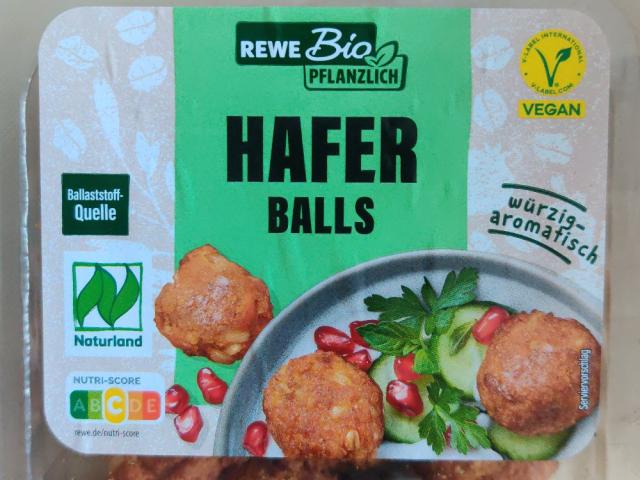 REWE Bio
PFLANZLICH
V-LABEL INTERNATIONAL
V-LABEL.COM
VEGAN
HAFER
BALLS
Ballaststoff-
Quelle
würzig-
aromatisch
Naturland
NUTRI-SCORE
A B C D E
rewe.de/nutri-score
Serviervorschlag